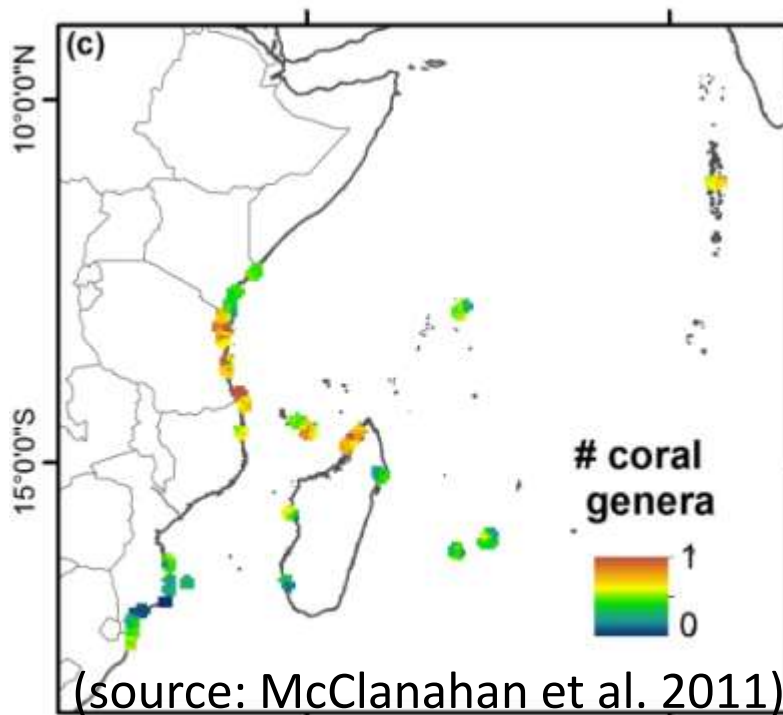 (c)
10°0'0"N
15°0'0"S
# coral
genera
1
0
(source: McClanahan et al. 2011)